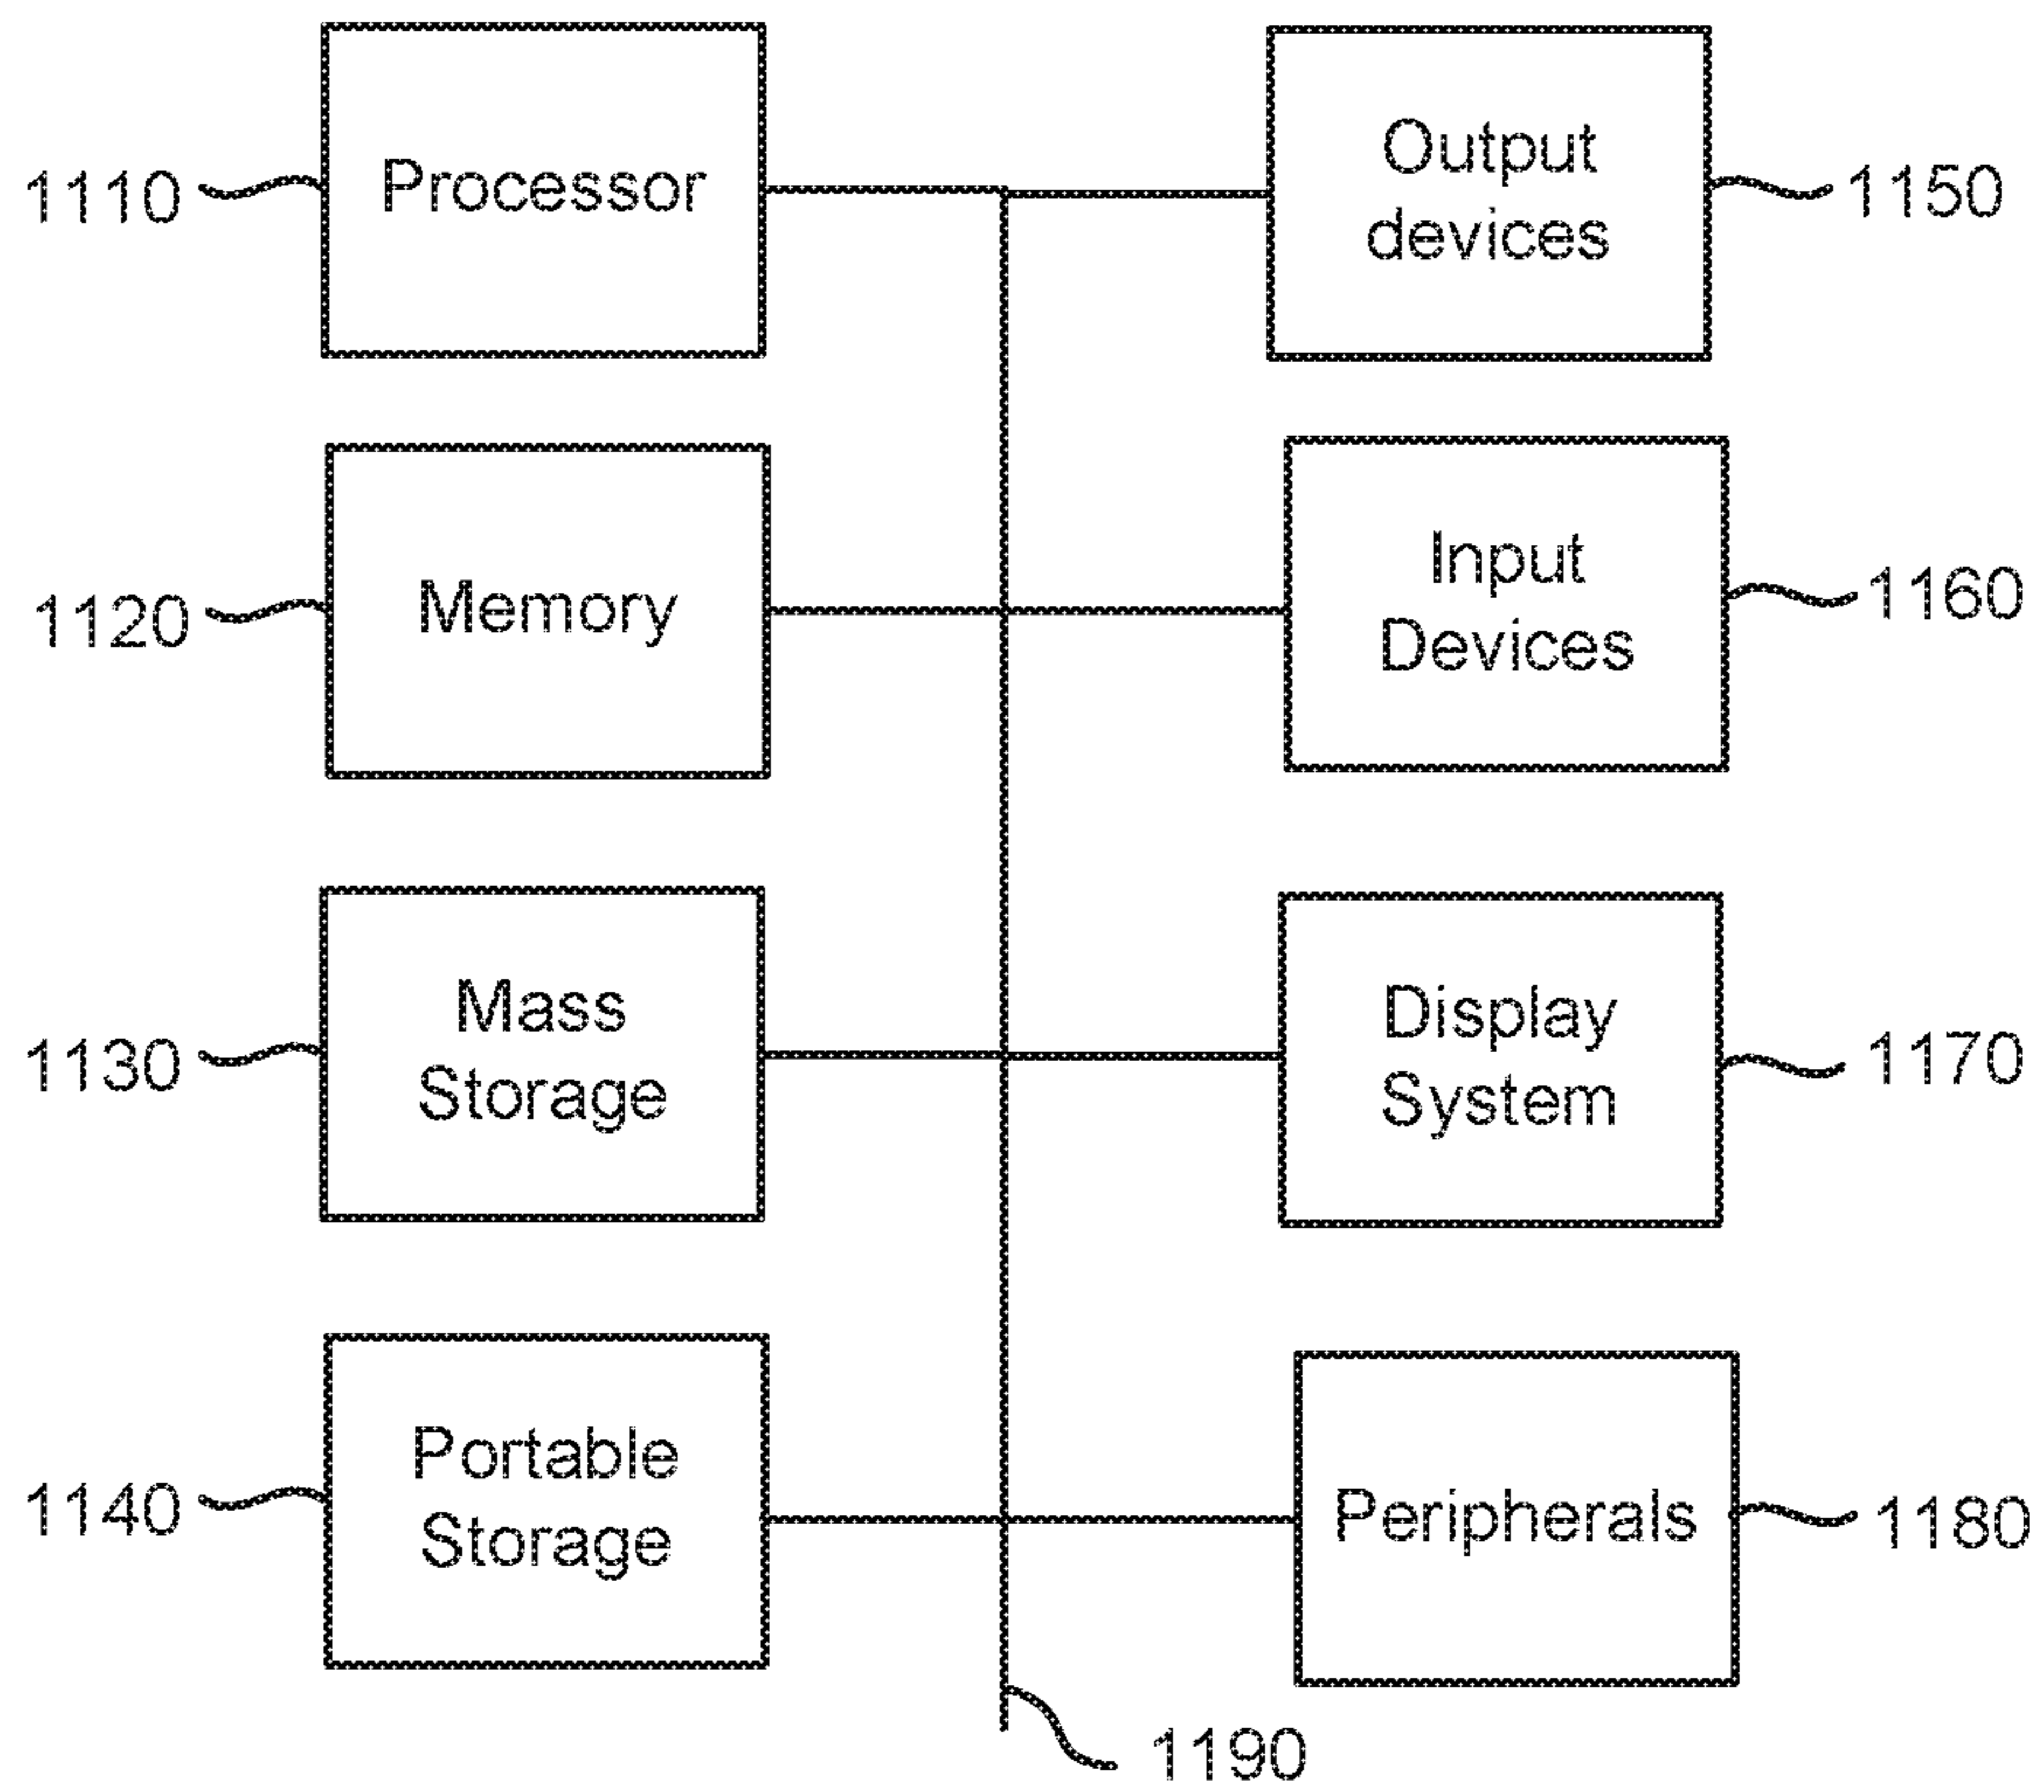 1110
Processor
Output
devices
1150
1120
Memory
Input
Devices
1160
1130
Mass
Storage
Display
System
1170
1140
Portable
Storage
Peripherals
1180
1190